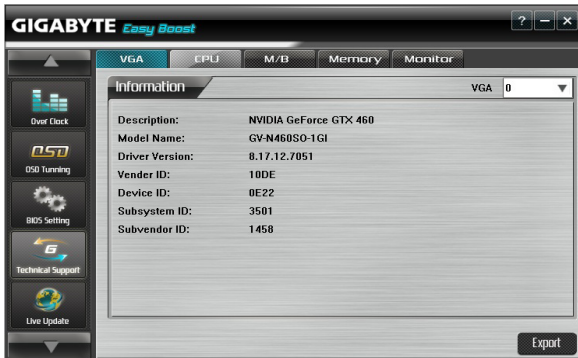 GIGABYTE Easy Boost
? – ×
VGA CPU M/B Memory Monitor
Information VGA 0
Over Clock
OSD Tunning
BIOS Setting
Technical Support
Live Update
Description: NVIDIA GeForce GTX 460
Model Name: GV-N460SO-1GI
Driver Version: 8.17.12.7051
Vender ID: 10DE
Device ID: 0E22
Subsystem ID: 3501
Subvendor ID: 1458
Export